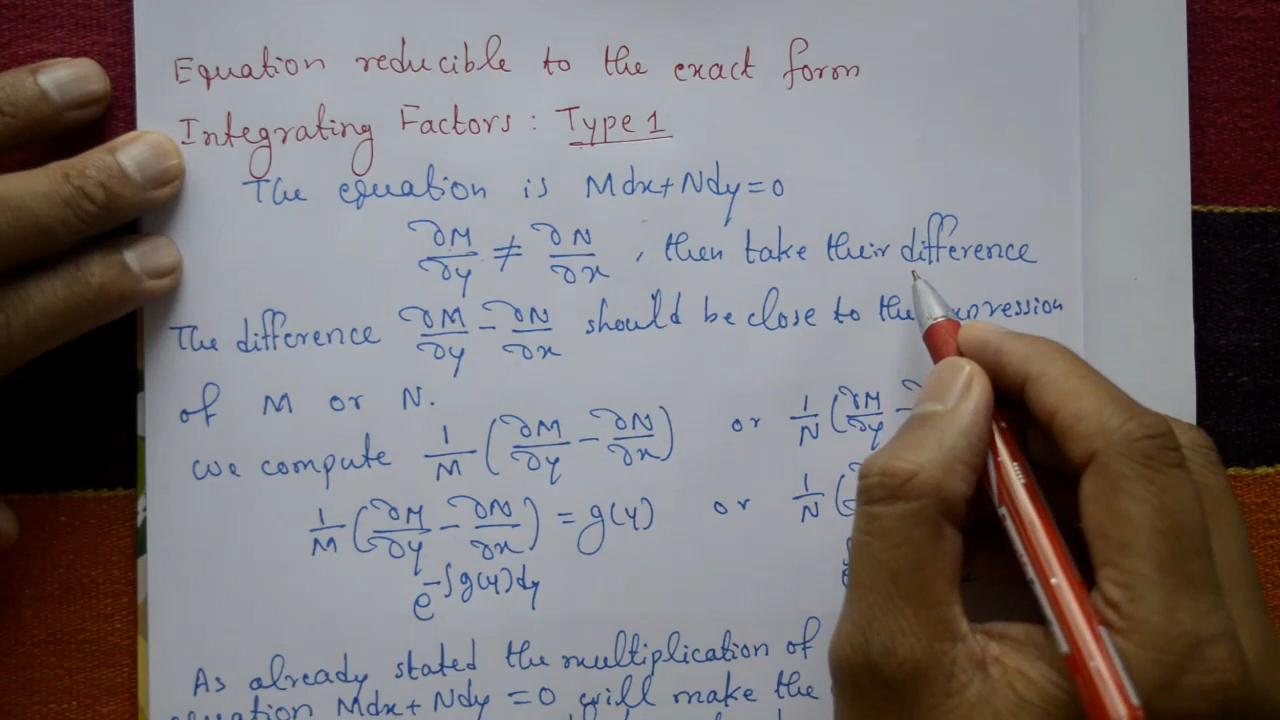 Equation reducible to the exact form
Integrating Factors : Type 1
The equation is Mdx+Ndy=0
∂M/∂y ≠ ∂N/∂x , then take their difference
The difference ∂M/∂y - ∂N/∂x should be close to the
of M or N.
we compute 1/M (∂M/∂y - ∂N/∂x) or 1/N (∂M/∂y -
1/M (∂M/∂y - ∂N/∂x) = g(y) or 1/N (
e^-∫g(y)dy
As already stated the multiplication of
equation Mdx+Ndy=0 will make the